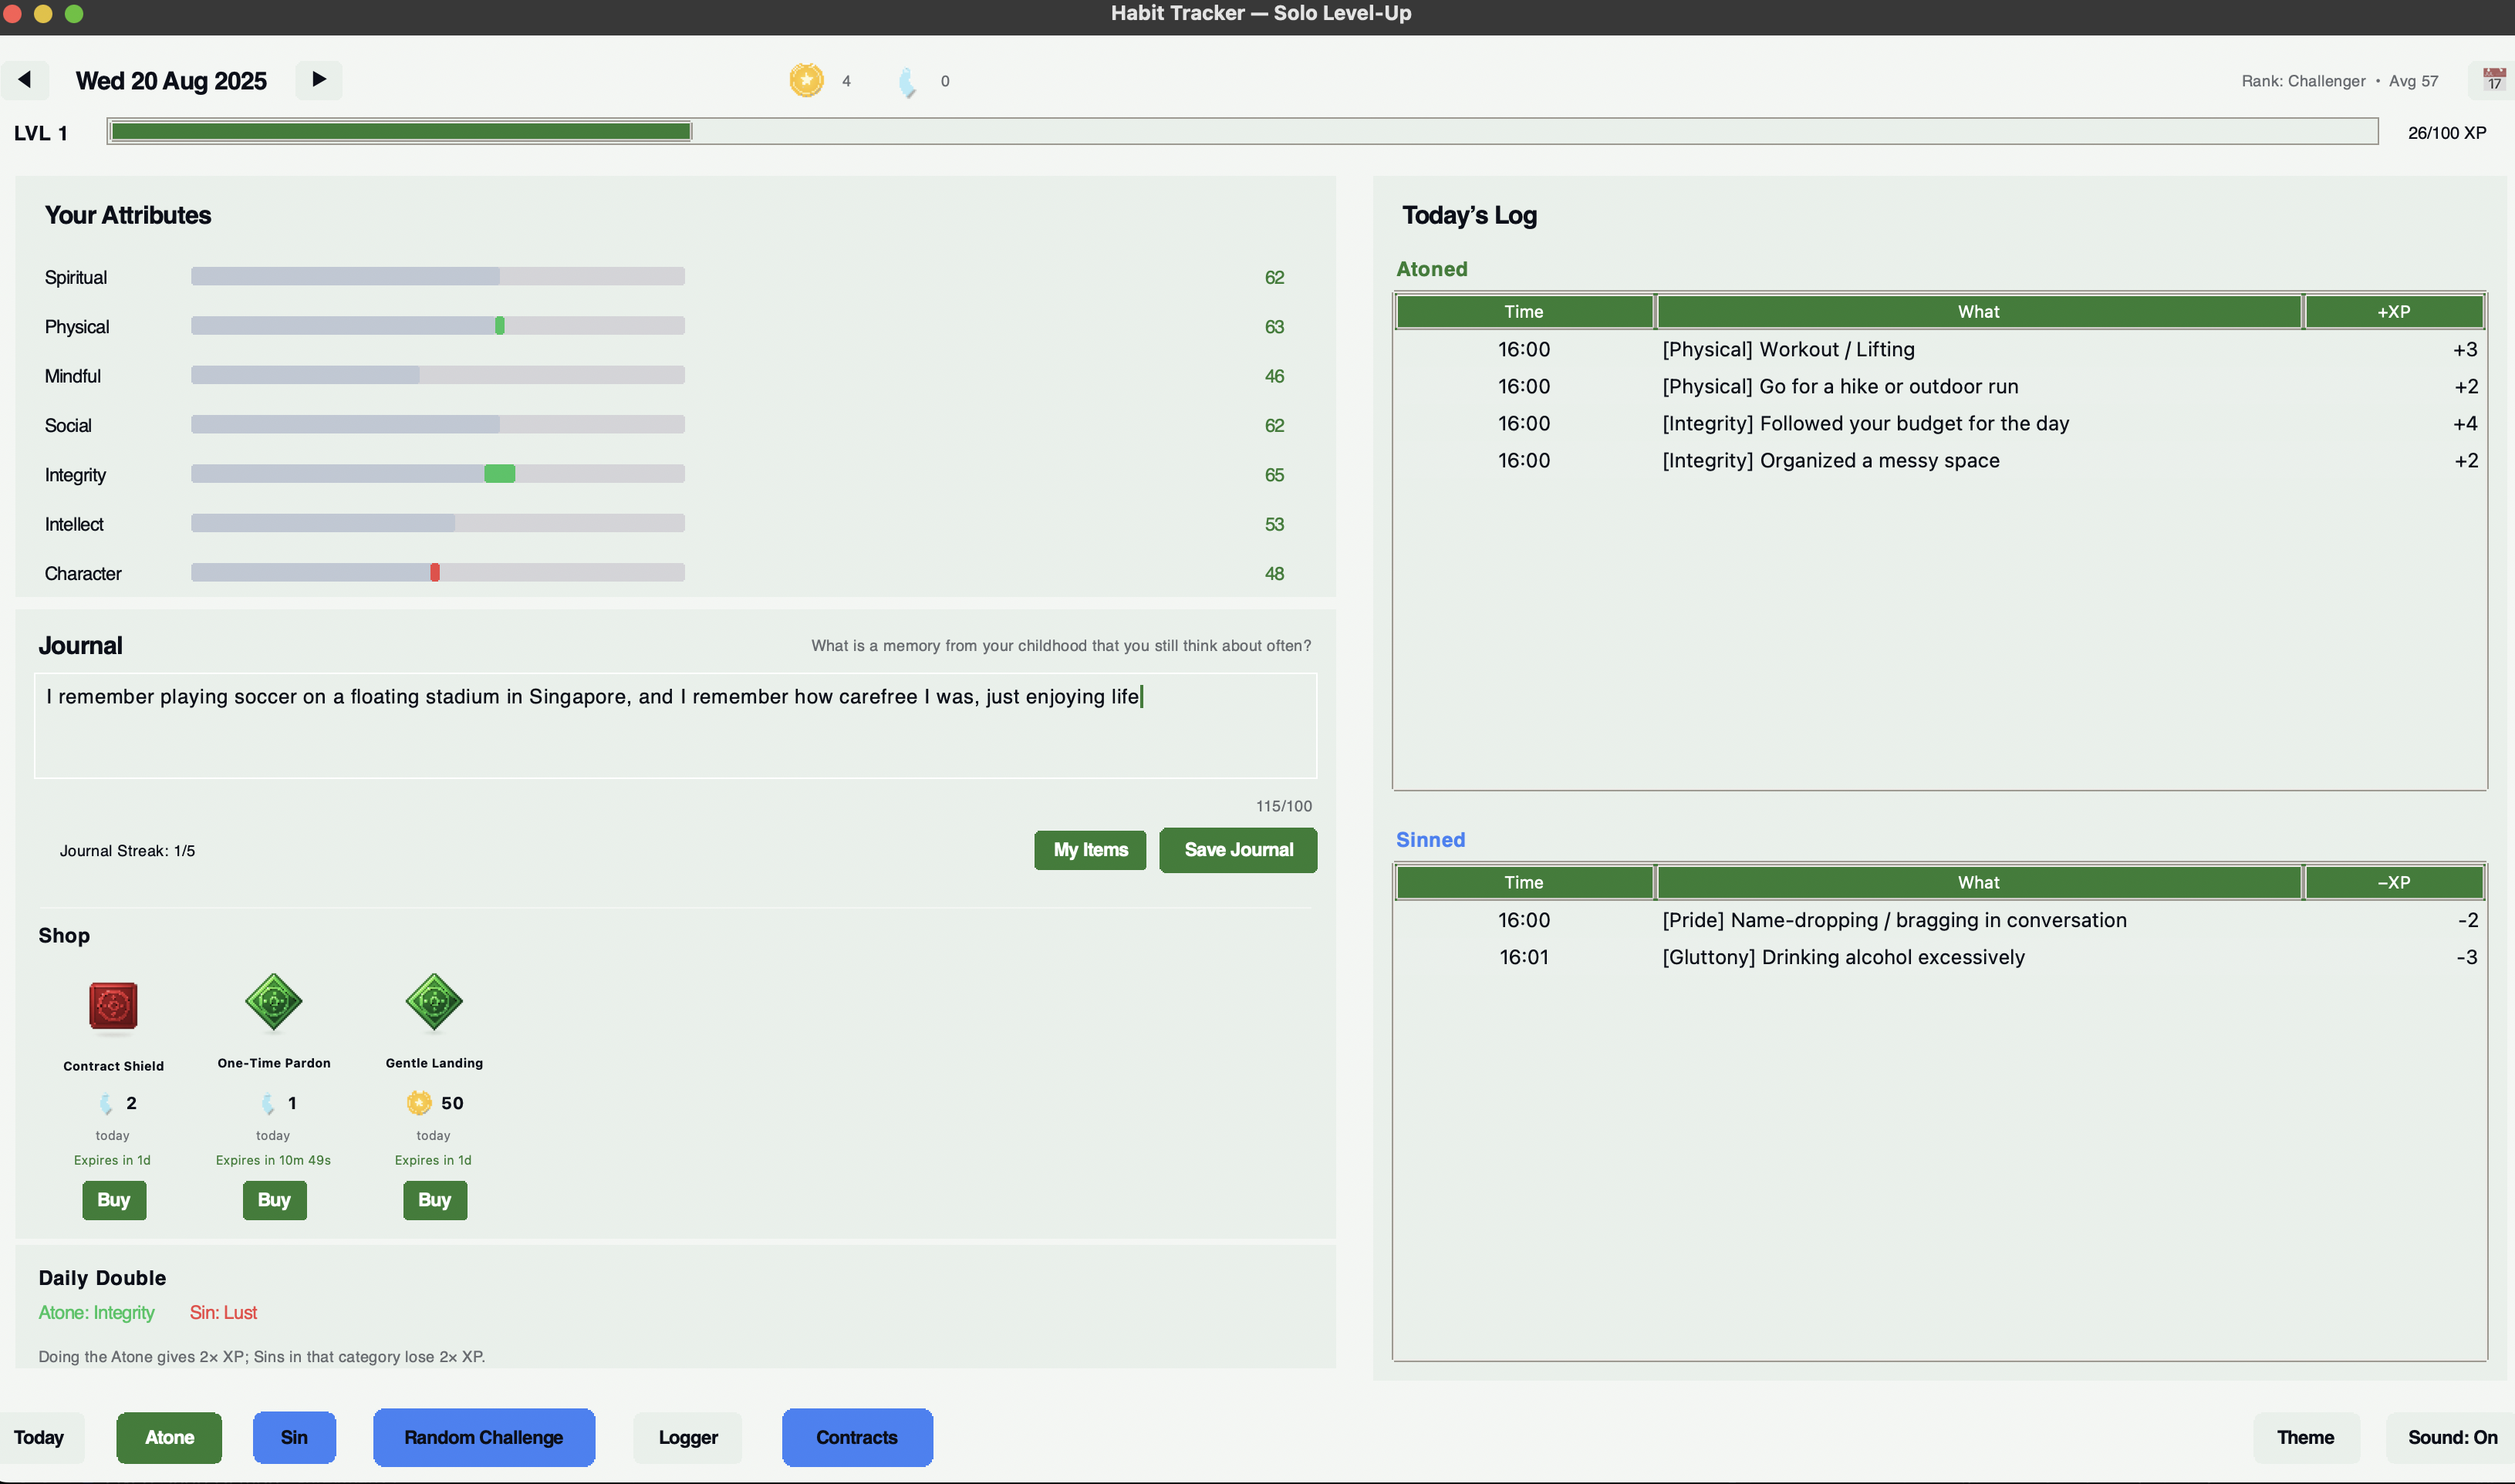 Habit Tracker — Solo Level-Up
◀ Wed 20 Aug 2025 ▶ 4 0 Rank: Challenger • Avg 57 17
LVL 1 26/100 XP
Your Attributes
Spiritual 62
Physical 63
Mindful 46
Social 62
Integrity 65
Intellect 53
Character 48
Journal What is a memory from your childhood that you still think about often?
I remember playing soccer on a floating stadium in Singapore, and I remember how carefree I was, just enjoying life
115/100
Journal Streak: 1/5 My Items Save Journal
Shop
Contract Shield One-Time Pardon Gentle Landing
2 1 50
today today today
Expires in 1d Expires in 10m 49s Expires in 1d
Buy Buy Buy
Daily Double
Atone: Integrity Sin: Lust
Doing the Atone gives 2× XP; Sins in that category lose 2× XP.
Today’s Log
Atoned
Time What +XP
16:00 [Physical] Workout / Lifting +3
16:00 [Physical] Go for a hike or outdoor run +2
16:00 [Integrity] Followed your budget for the day +4
16:00 [Integrity] Organized a messy space +2
Sinned
Time What –XP
16:00 [Pride] Name-dropping / bragging in conversation -2
16:01 [Gluttony] Drinking alcohol excessively -3
Today Atone Sin Random Challenge Logger Contracts Theme Sound: On